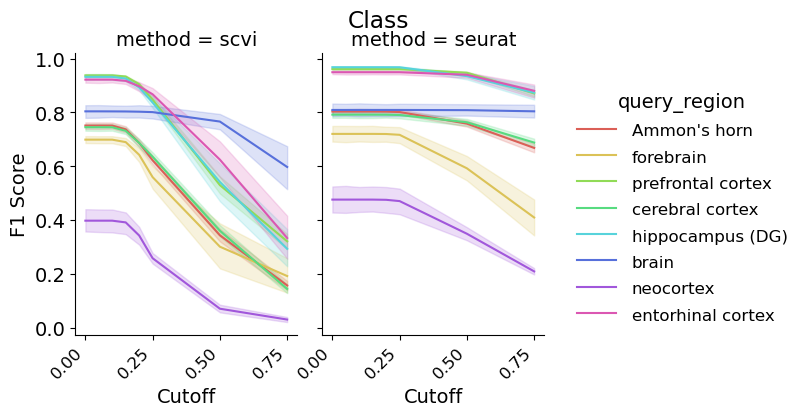 Class
method = scvi
method = seurat
F1 Score
1.0
0.8
0.6
0.4
0.2
0.0
0.00
0.25
0.50
0.75
Cutoff
0.00
0.25
0.50
0.75
Cutoff
query_region
Ammon's horn
forebrain
prefrontal cortex
cerebral cortex
hippocampus (DG)
brain
neocortex
entorhinal cortex